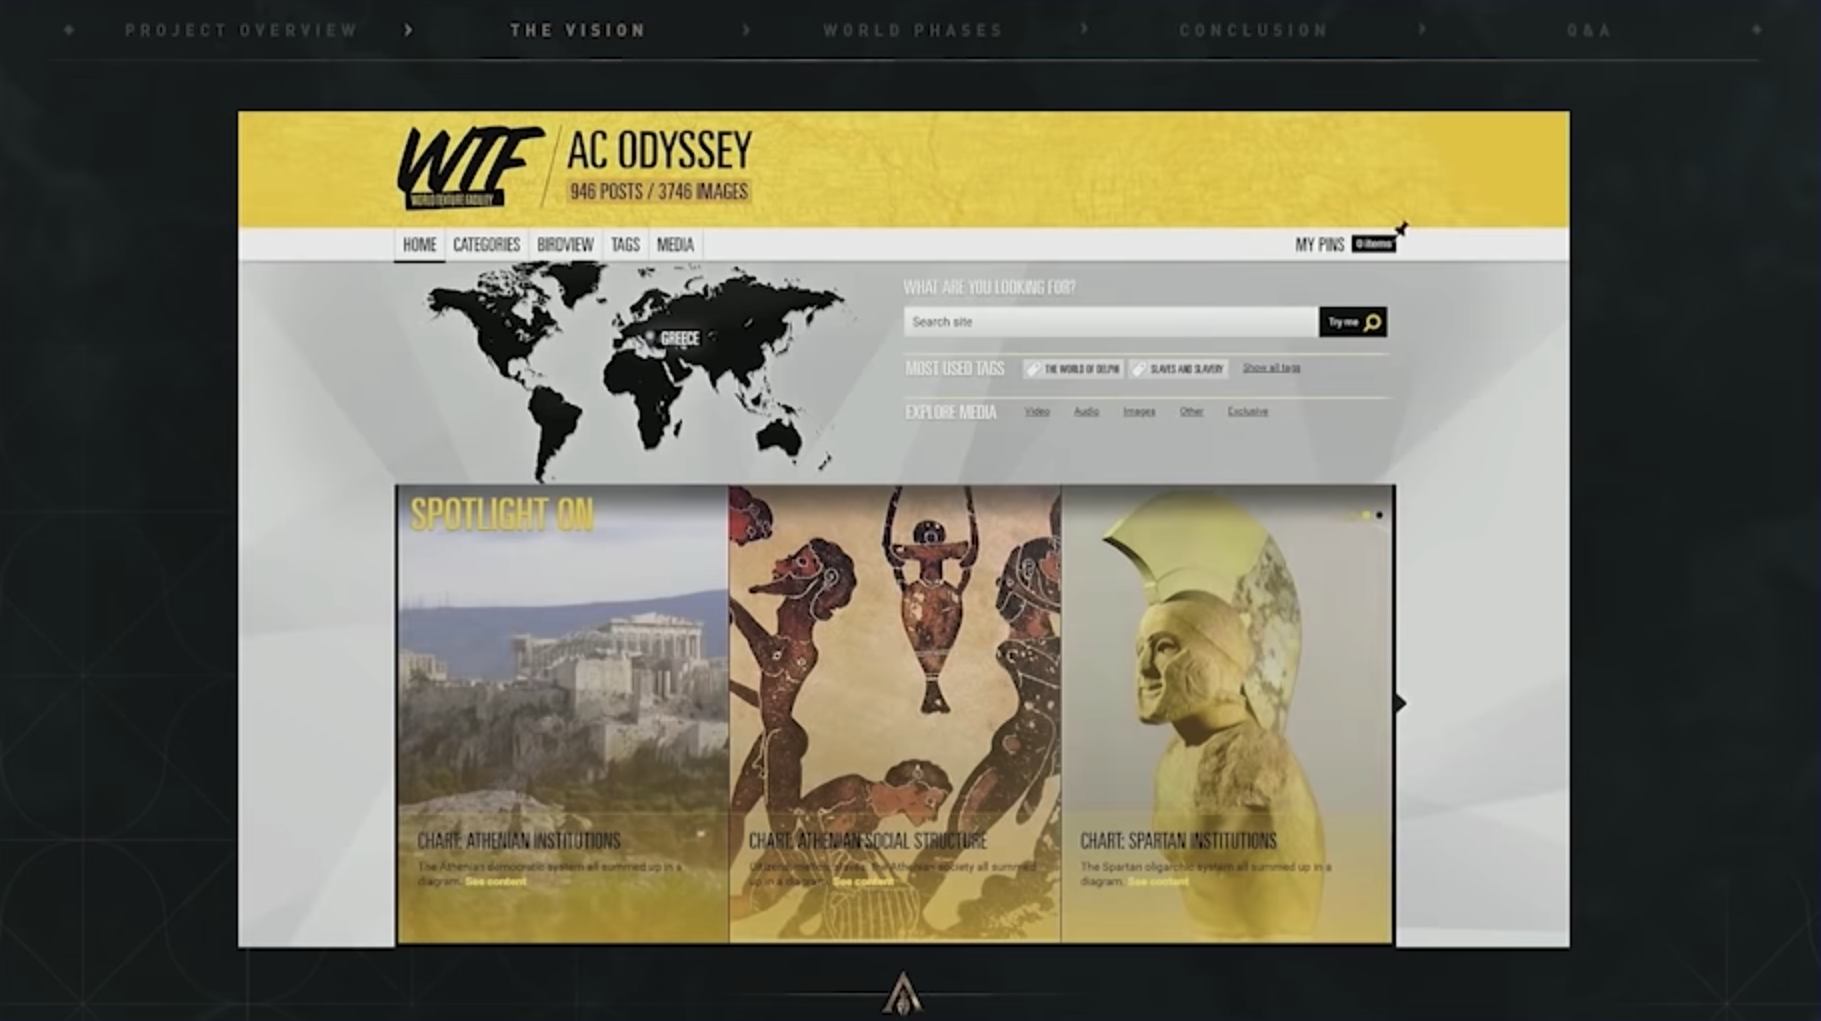 PROJECT OVERVIEW
THE VISION
WORLD PHASES
CONCLUSION
Q&A
WTF
WORLD TEXTURE FACILITY
AC ODYSSEY
946 POSTS / 3746 IMAGES
HOME CATEGORIES BIRDVIEW TAGS MEDIA
MY PINS 0 items
GREECE
WHAT ARE YOU LOOKING FOR?
Search site
Try me
MOST USED TAGS THE WORLD OF DELPHI SLAVES AND SLAVERY Show all tags
EXPLORE MEDIA Video Audio Images Other Exclusive
SPOTLIGHT ON
CHART: ATHENIAN INSTITUTIONS
The Athenian democratic system all summed up in a
diagram. See content
CHART: ATHENIAN SOCIAL STRUCTURE
Athenian society all summed
up in a diagram. See content
CHART: SPARTAN INSTITUTIONS
The Spartan oligarchic system all summed up in a
diagram. See content